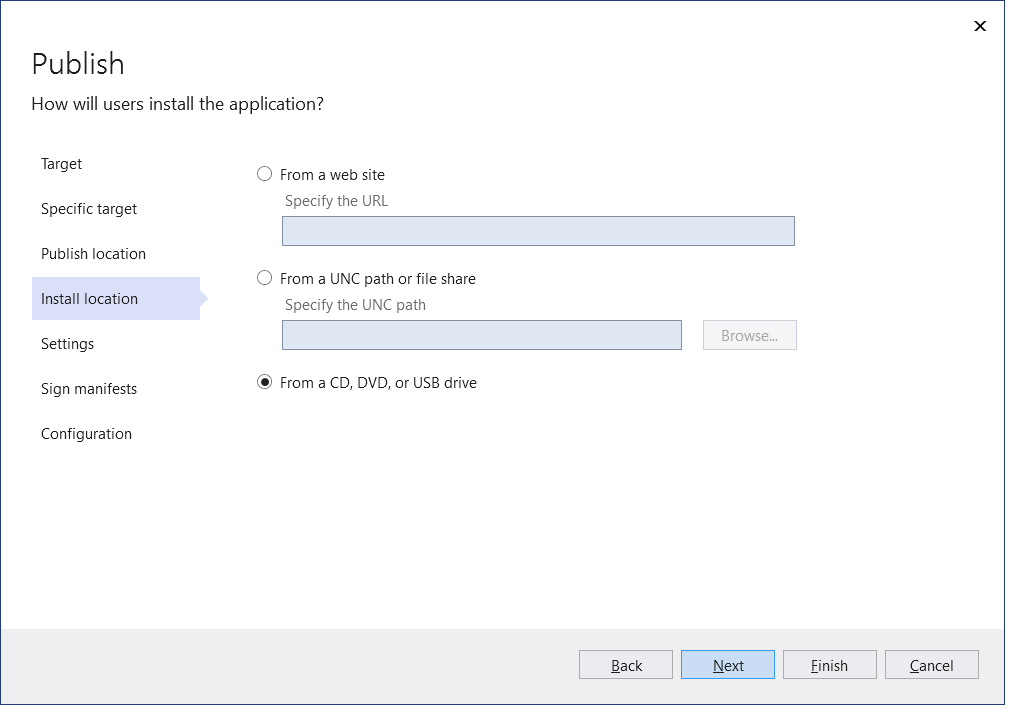 Publish
How will users install the application?
Target
Specific target
Publish location
Install location
Settings
Sign manifests
Configuration
From a web site
Specify the URL
From a UNC path or file share
Specify the UNC path
Browse...
From a CD, DVD, or USB drive
Back
Next
Finish
Cancel